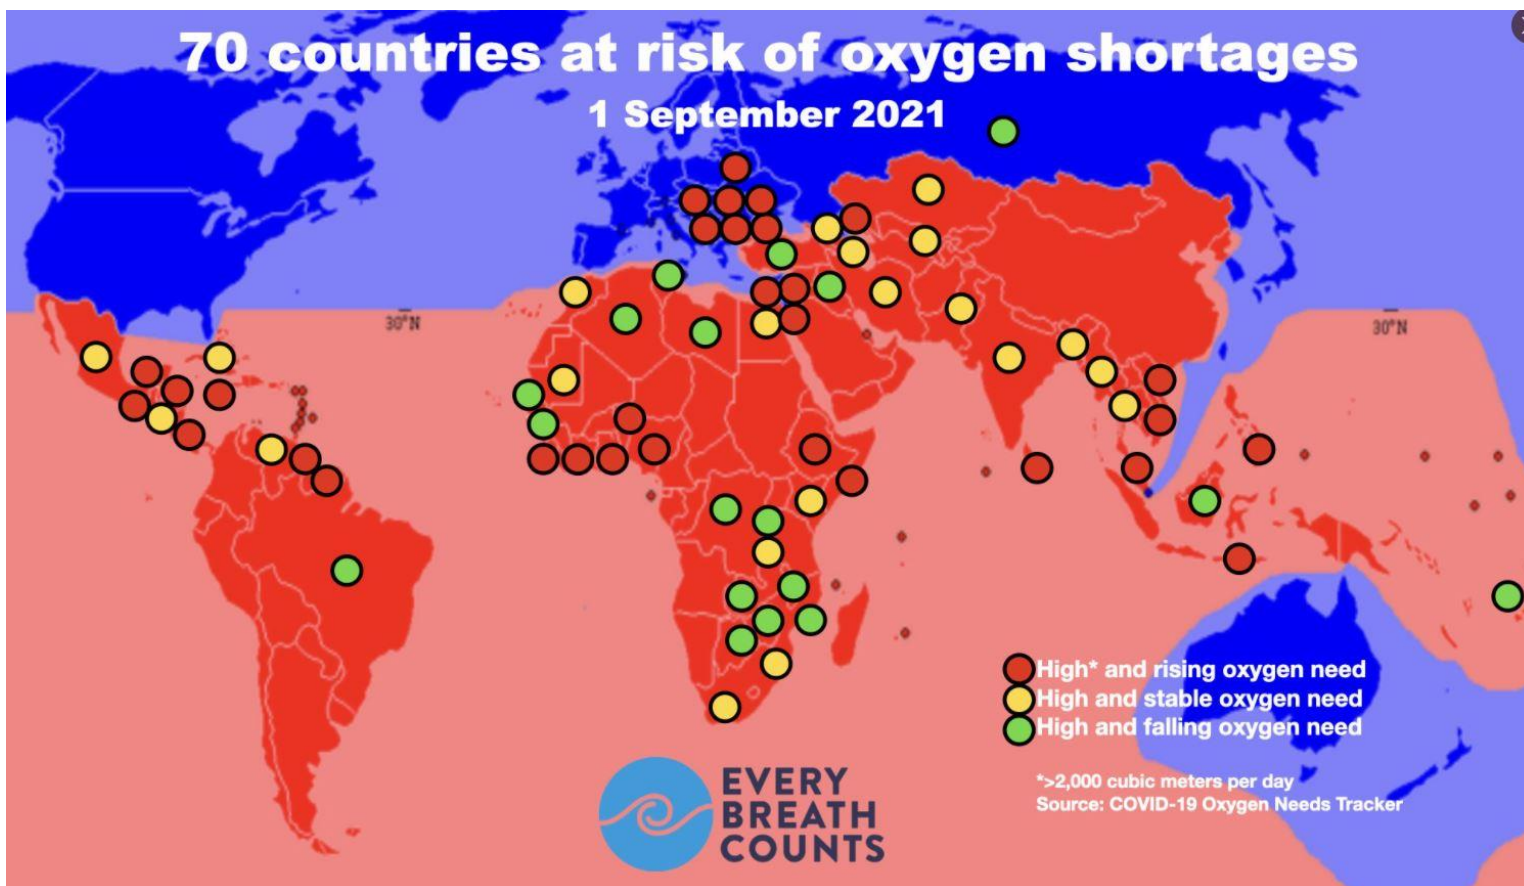 70 countries at risk of oxygen shortages
1 September 2021
30°N
30°N
High* and rising oxygen need
High and stable oxygen need
High and falling oxygen need
*>2,000 cubic meters per day
Source: COVID-19 Oxygen Needs Tracker
EVERY
BREATH
COUNTS